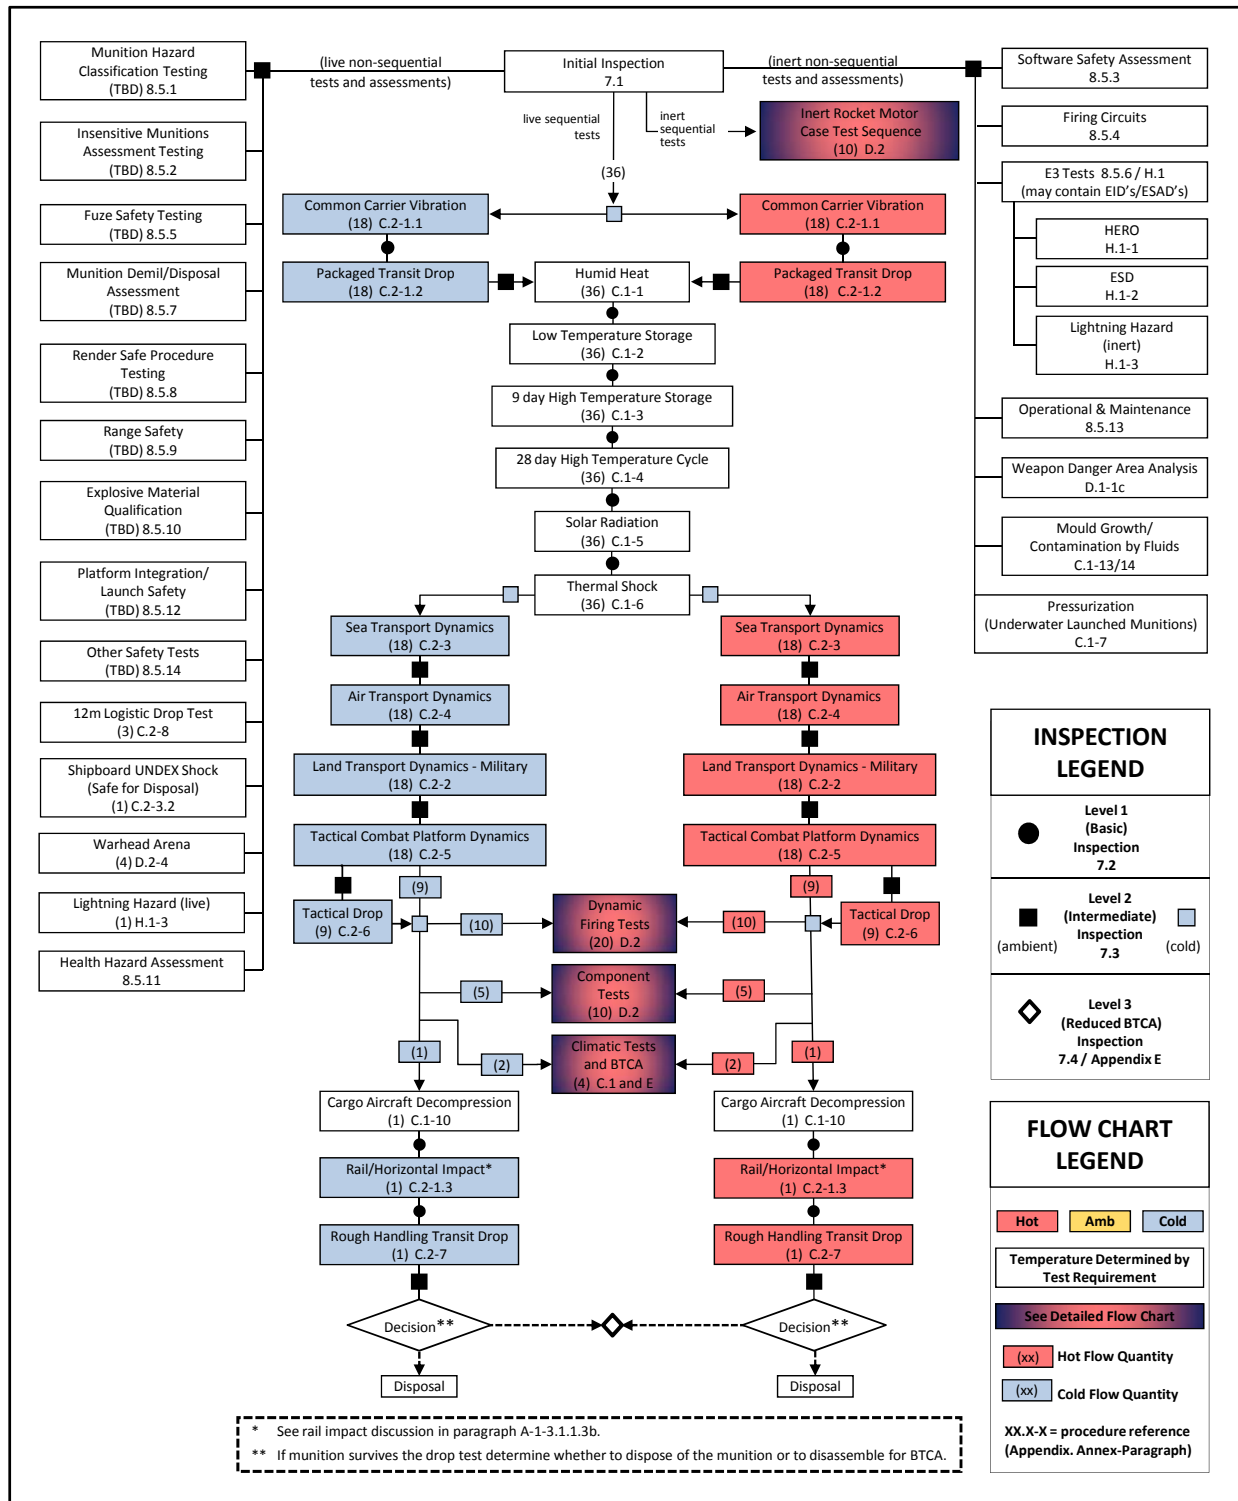 Munition Hazard
Classification Testing
(TBD) 8.5.1
Insensitive Munitions
Assessment Testing
(TBD) 8.5.2
Fuze Safety Testing
(TBD) 8.5.5
Munition Demil/Disposal
Assessment
(TBD) 8.5.7
Render Safe Procedure
Testing
(TBD) 8.5.8
Range Safety
(TBD) 8.5.9
Explosive Material
Qualification
(TBD) 8.5.10
Platform Integration/
Launch Safety
(TBD) 8.5.12
Other Safety Tests
(TBD) 8.5.14
12m Logistic Drop Test
(3) C.2-8
Shipboard UNDEX Shock
(Safe for Disposal)
(1) C.2-3.2
Warhead Arena
(4) D.2-4
Lightning Hazard (live)
(1) H.1-3
Health Hazard Assessment
8.5.11
(live non-sequential
tests and assessments)
Initial Inspection
7.1
(inert non-sequential
tests and assessments)
live sequential
tests
inert
sequential
tests
Inert Rocket Motor
Case Test Sequence
(10) D.2
(36)
Common Carrier Vibration
(18) C.2-1.1
Common Carrier Vibration
(18) C.2-1.1
Packaged Transit Drop
(18) C.2-1.2
Humid Heat
(36) C.1-1
Packaged Transit Drop
(18) C.2-1.2
Low Temperature Storage
(36) C.1-2
9 day High Temperature Storage
(36) C.1-3
28 day High Temperature Cycle
(36) C.1-4
Solar Radiation
(36) C.1-5
Thermal Shock
(36) C.1-6
Sea Transport Dynamics
(18) C.2-3
Sea Transport Dynamics
(18) C.2-3
Air Transport Dynamics
(18) C.2-4
Air Transport Dynamics
(18) C.2-4
Land Transport Dynamics - Military
(18) C.2-2
Land Transport Dynamics - Military
(18) C.2-2
Tactical Combat Platform Dynamics
(18) C.2-5
Tactical Combat Platform Dynamics
(18) C.2-5
(9)
(9)
Tactical Drop
(9) C.2-6
(10)
Dynamic
Firing Tests
(20) D.2
(10)
Tactical Drop
(9) C.2-6
(5)
Component
Tests
(10) D.2
(5)
(1)
(2)
Climatic Tests
and BTCA
(4) C.1 and E
(2)
(1)
Cargo Aircraft Decompression
(1) C.1-10
Cargo Aircraft Decompression
(1) C.1-10
Rail/Horizontal Impact*
(1) C.2-1.3
Rail/Horizontal Impact*
(1) C.2-1.3
Rough Handling Transit Drop
(1) C.2-7
Rough Handling Transit Drop
(1) C.2-7
Decision**
Decision**
Disposal
Disposal
* See rail impact discussion in paragraph A-1-3.1.1.3b.
** If munition survives the drop test determine whether to dispose of the munition or to disassemble for BTCA.
Software Safety Assessment
8.5.3
Firing Circuits
8.5.4
E3 Tests 8.5.6 / H.1
(may contain EID's/ESAD's)
HERO
H.1-1
ESD
H.1-2
Lightning Hazard
(inert)
H.1-3
Operational & Maintenance
8.5.13
Weapon Danger Area Analysis
D.1-1c
Mould Growth/
Contamination by Fluids
C.1-13/14
Pressurization
(Underwater Launched Munitions)
C.1-7
INSPECTION
LEGEND
Level 1
(Basic)
Inspection
7.2
Level 2
(Intermediate)
Inspection
7.3
(ambient)
(cold)
Level 3
(Reduced BTCA)
Inspection
7.4 / Appendix E
FLOW CHART
LEGEND
Hot
Amb
Cold
Temperature Determined by
Test Requirement
See Detailed Flow Chart
(xx) Hot Flow Quantity
(xx) Cold Flow Quantity
XX.X-X = procedure reference
(Appendix. Annex-Paragraph)